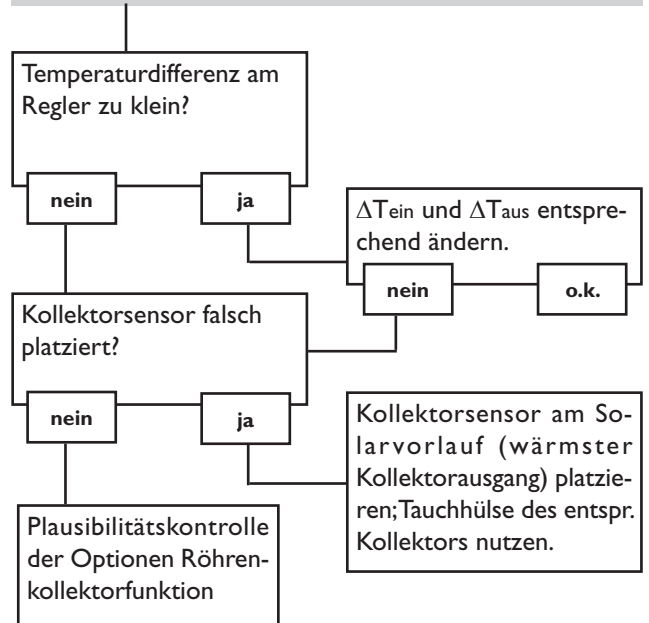 Temperaturdifferenz am
Regler zu klein?
nein
ja
ΔTein und ΔTaus entspre-
chend ändern.
nein
o.k.
Kollektorsensor falsch
platziert?
nein
ja
Kollektorsensor am So-
larvorlauf (wärmster
Kollektorausgang) platzie-
ren;Tauchhülse des entspr.
Kollektors nutzen.
Plausibilitätskontrolle
der Optionen Röhren-
kollektorfunktion